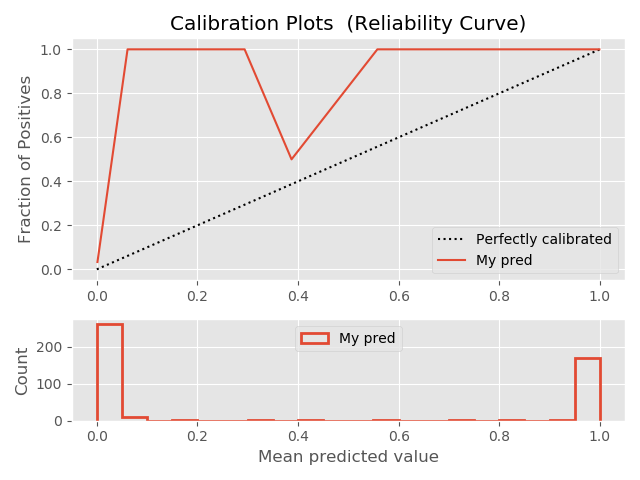 Calibration Plots  (Reliability Curve)
1.0
0.8
0.6
0.4
0.2
0.0
Fraction of Positives
Perfectly calibrated
My pred
0.0 0.2 0.4 0.6 0.8 1.0
My pred
200
100
0
Count
0.0 0.2 0.4 0.6 0.8 1.0
Mean predicted value